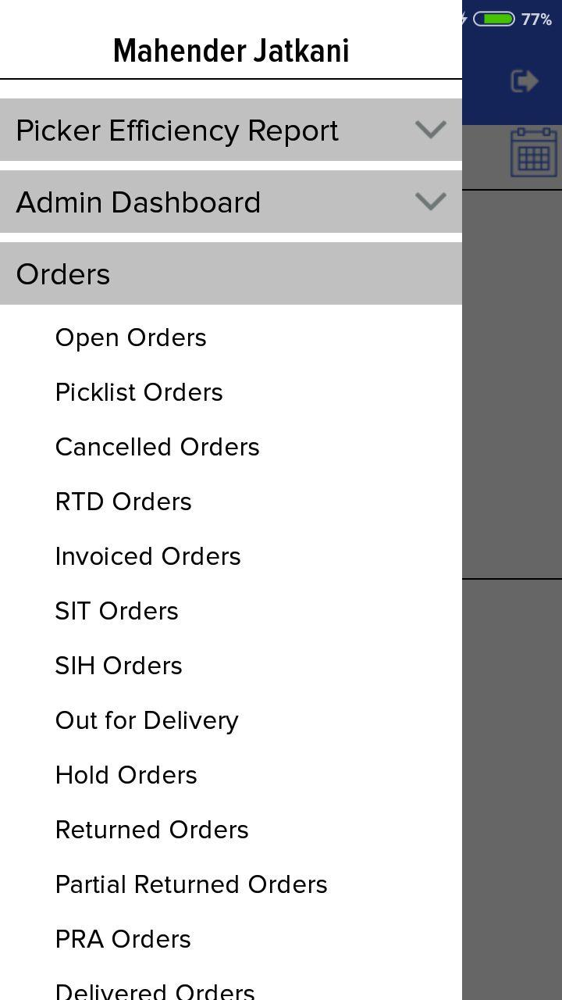 77%
Mahender Jatkani
Picker Efficiency Report
Admin Dashboard
Orders
Open Orders
Picklist Orders
Cancelled Orders
RTD Orders
Invoiced Orders
SIT Orders
SIH Orders
Out for Delivery
Hold Orders
Returned Orders
Partial Returned Orders
PRA Orders
Delivered Orders